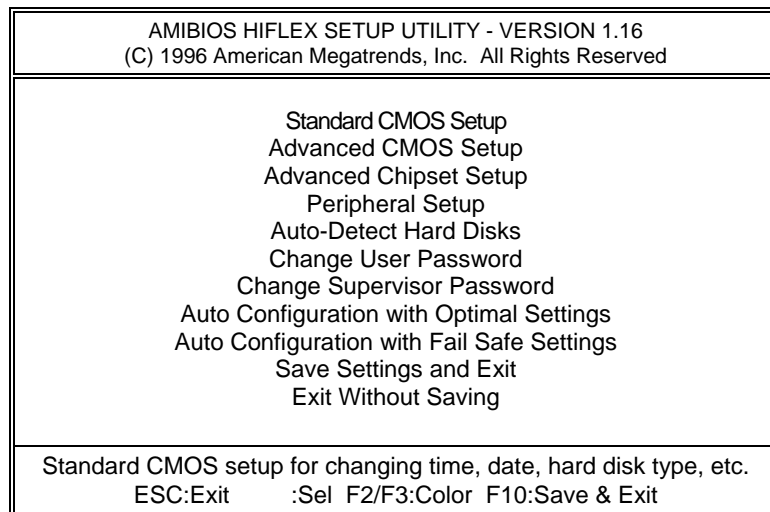 AMIBIOS HIFLEX SETUP UTILITY - VERSION 1.16
(C) 1996 American Megatrends, Inc. All Rights Reserved
Standard CMOS Setup
Advanced CMOS Setup
Advanced Chipset Setup
Peripheral Setup
Auto-Detect Hard Disks
Change User Password
Change Supervisor Password
Auto Configuration with Optimal Settings
Auto Configuration with Fail Safe Settings
Save Settings and Exit
Exit Without Saving
Standard CMOS setup for changing time, date, hard disk type, etc.
ESC:Exit :Sel F2/F3:Color F10:Save & Exit